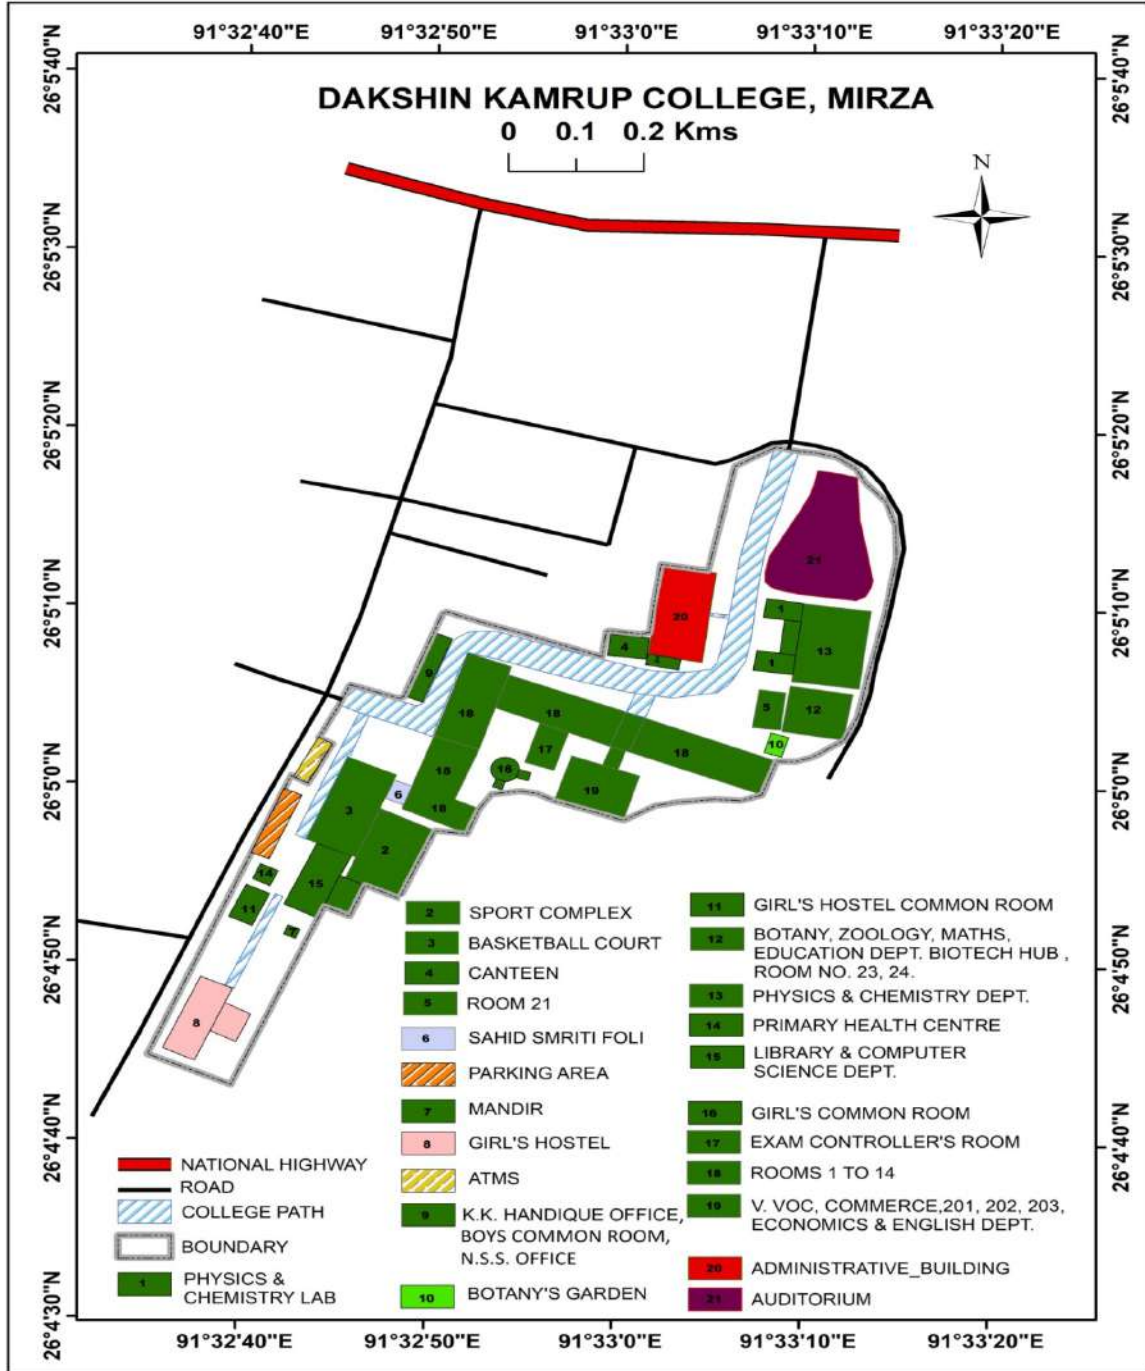 91°32'40"E 91°32'50"E 91°33'0"E 91°33'10"E 91°33'20"E
26°5'40"N
26°5'40"N
DAKSHIN KAMRUP COLLEGE, MIRZA
0 0.1 0.2 Kms
N
26°5'30"N
26°5'30"N
26°5'20"N
26°5'20"N
21
26°5'10"N
26°5'10"N
1
20
4
13
1
9
5
12
18
18
10
17
18
18
16
26°5'0"N
26°5'0"N
6
19
3
18
2
14
15
11
8
26°4'50"N
26°4'50"N
26°4'40"N
26°4'40"N
26°4'30"N
NATIONAL HIGHWAY
ROAD
COLLEGE PATH
BOUNDARY
1 PHYSICS &
CHEMISTRY LAB
2 SPORT COMPLEX
3 BASKETBALL COURT
4 CANTEEN
5 ROOM 21
6 SAHID SMRITI FOLI
PARKING AREA
7 MANDIR
8 GIRL'S HOSTEL
ATMS
9 K.K. HANDIQUE OFFICE,
BOYS COMMON ROOM,
N.S.S. OFFICE
10 BOTANY'S GARDEN
11 GIRL'S HOSTEL COMMON ROOM
12 BOTANY, ZOOLOGY, MATHS,
EDUCATION DEPT. BIOTECH HUB ,
ROOM NO. 23, 24.
13 PHYSICS & CHEMISTRY DEPT.
14 PRIMARY HEALTH CENTRE
15 LIBRARY & COMPUTER
SCIENCE DEPT.
16 GIRL'S COMMON ROOM
17 EXAM CONTROLLER'S ROOM
18 ROOMS 1 TO 14
19 V. VOC, COMMERCE,201, 202, 203,
ECONOMICS & ENGLISH DEPT.
20 ADMINISTRATIVE_BUILDING
21 AUDITORIUM
91°32'40"E 91°32'50"E 91°33'0"E 91°33'10"E 91°33'20"E